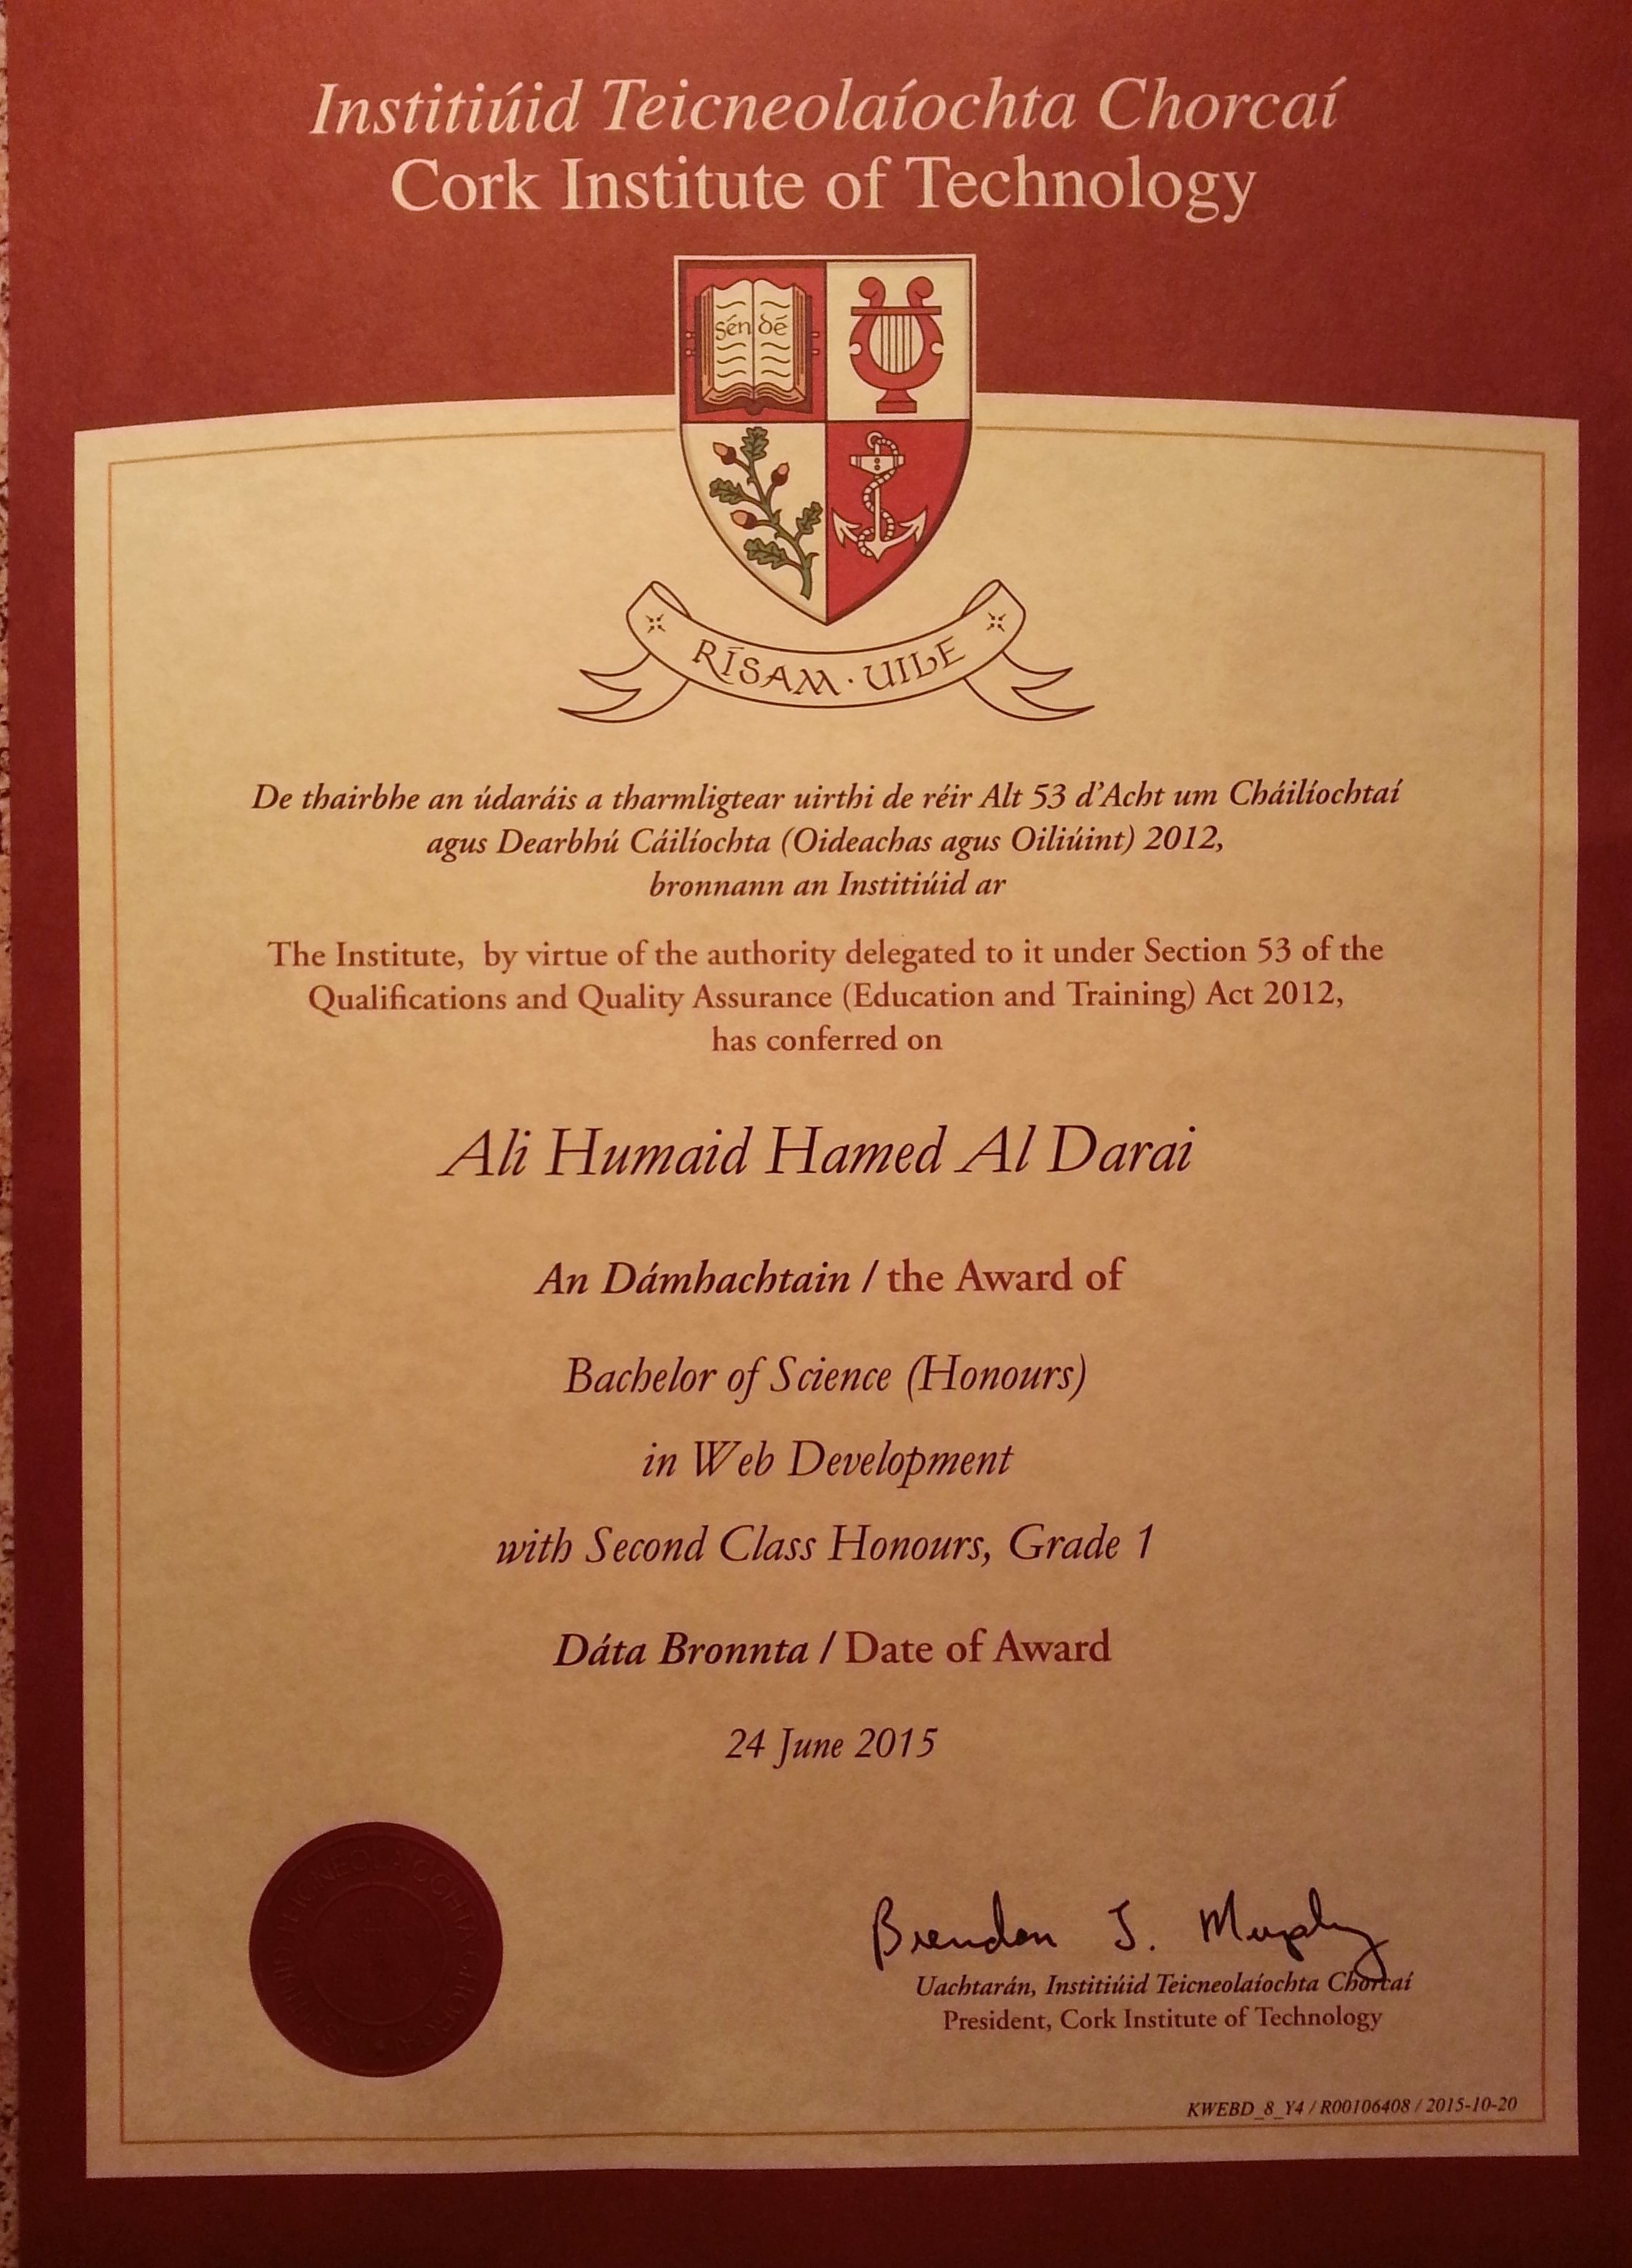 Institiúid Teicneolaíochta Chorcaí
Cork Institute of Technology
sén dé
RÍSAM · UILE
De thairbhe an údaráis a tharmligtear uirthi de réir Alt 53 d'Acht um Cháilíochtaí
agus Dearbhú Cáilíochta (Oideachas agus Oiliúint) 2012,
bronnann an Institiúid ar
The Institute, by virtue of the authority delegated to it under Section 53 of the
Qualifications and Quality Assurance (Education and Training) Act 2012,
has conferred on
Ali Humaid Hamed Al Darai
An Dámhachtain / the Award of
Bachelor of Science (Honours)
in Web Development
with Second Class Honours, Grade 1
Dáta Bronnta / Date of Award
24 June 2015
Brendan J. Murphy
Uachtarán, Institiúid Teicneolaíochta Chorcaí
President, Cork Institute of Technology
KWEBD_8_Y4 / R00106408 / 2015-10-20